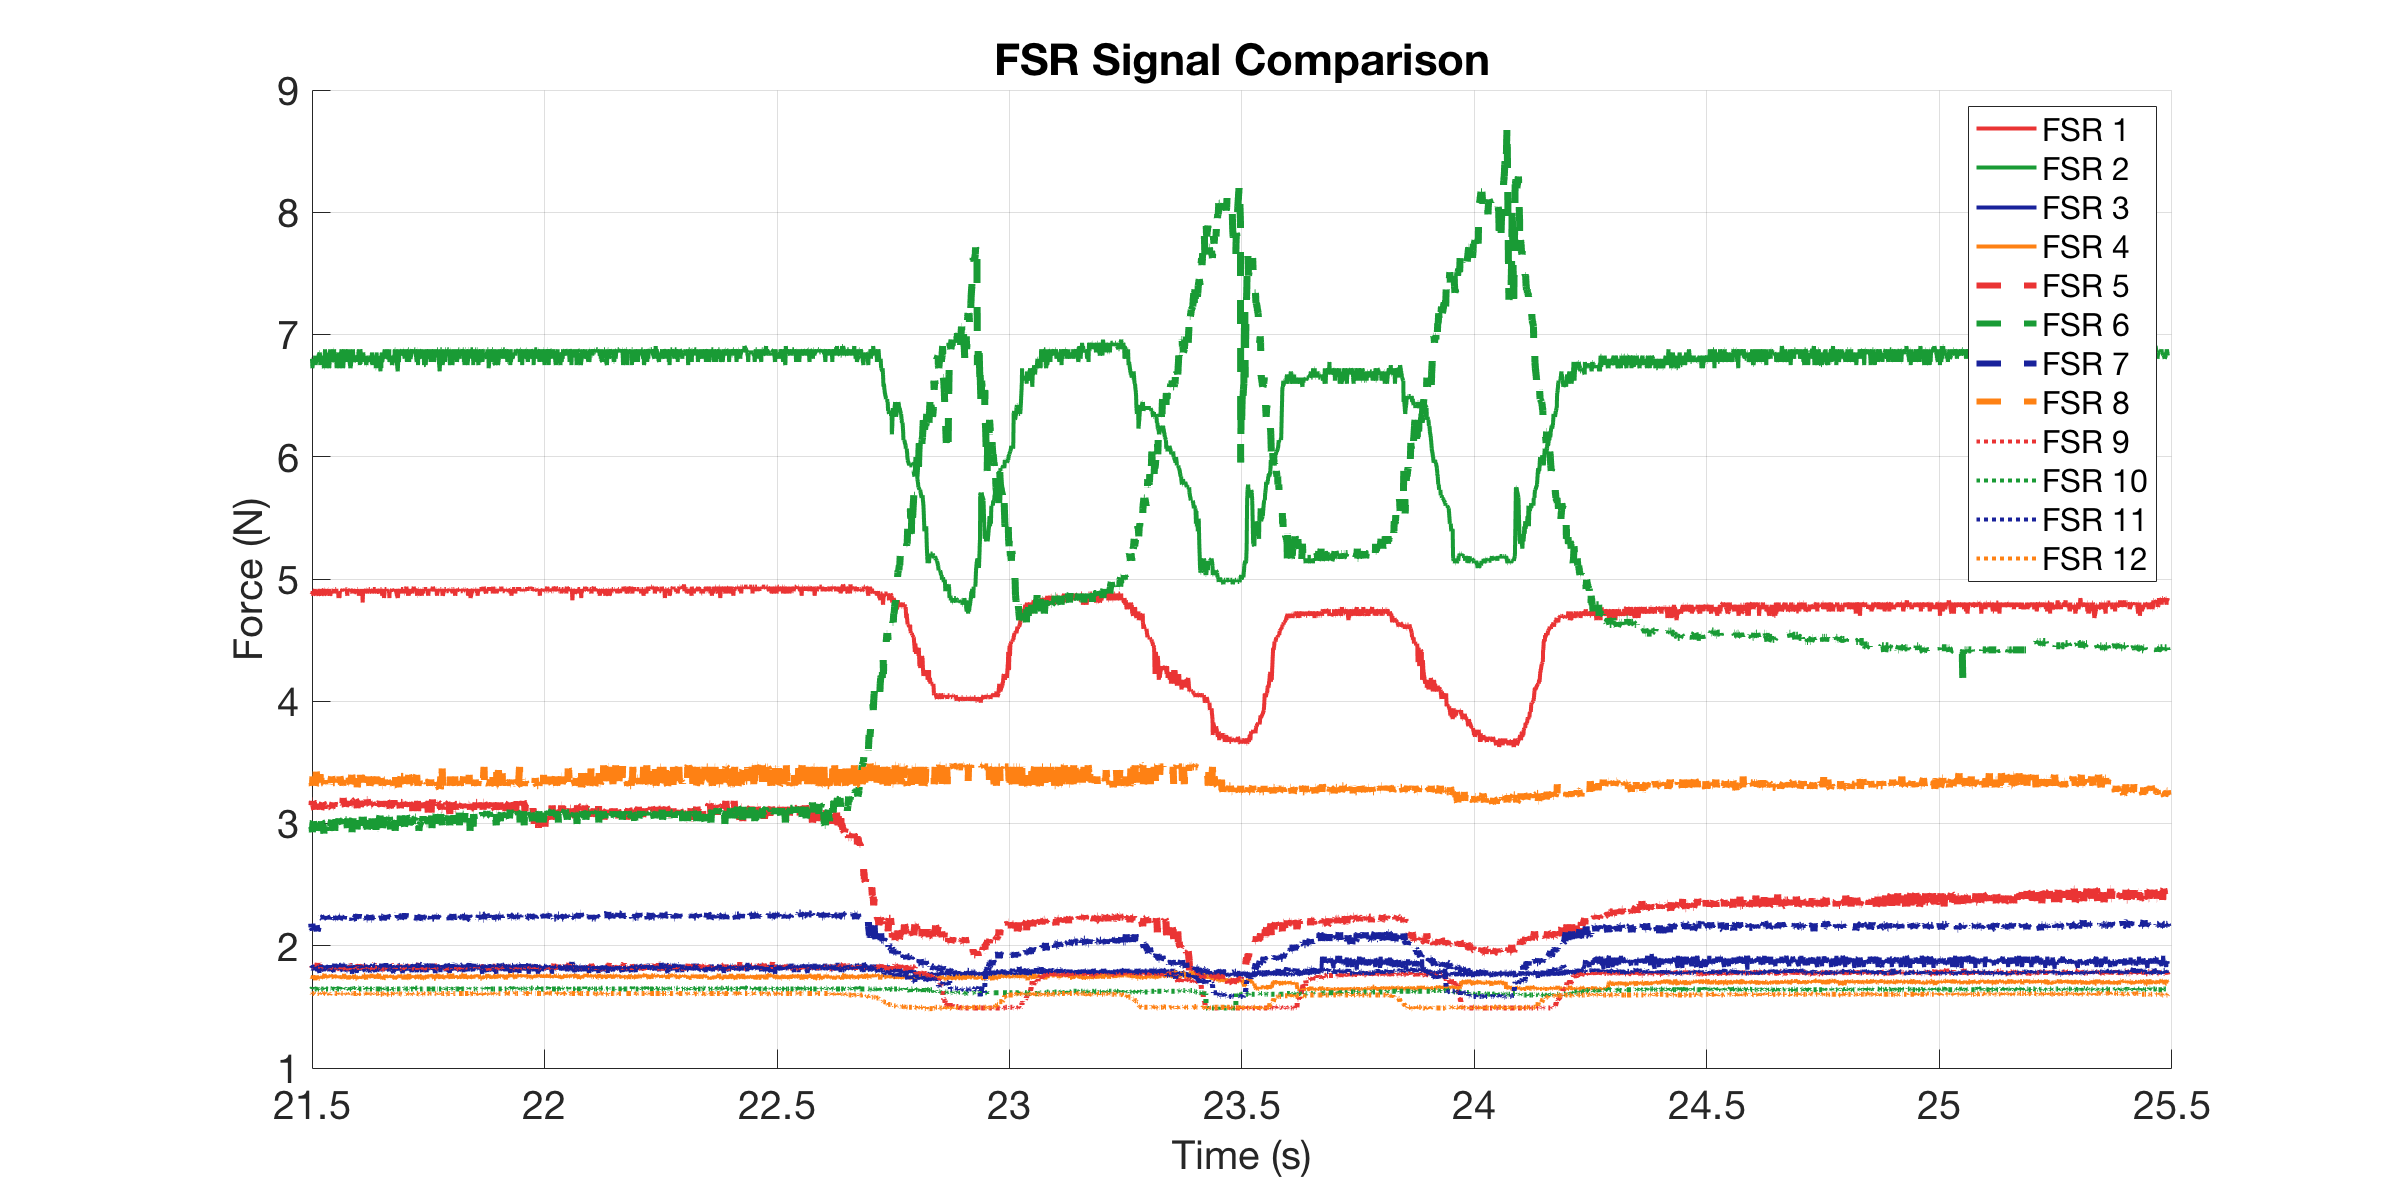 FSR Signal Comparison
9
8
7
6
5
4
3
2
1
Force (N)
21.5 22 22.5 23 23.5 24 24.5 25 25.5
Time (s)
FSR 1
FSR 2
FSR 3
FSR 4
FSR 5
FSR 6
FSR 7
FSR 8
FSR 9
FSR 10
FSR 11
FSR 12